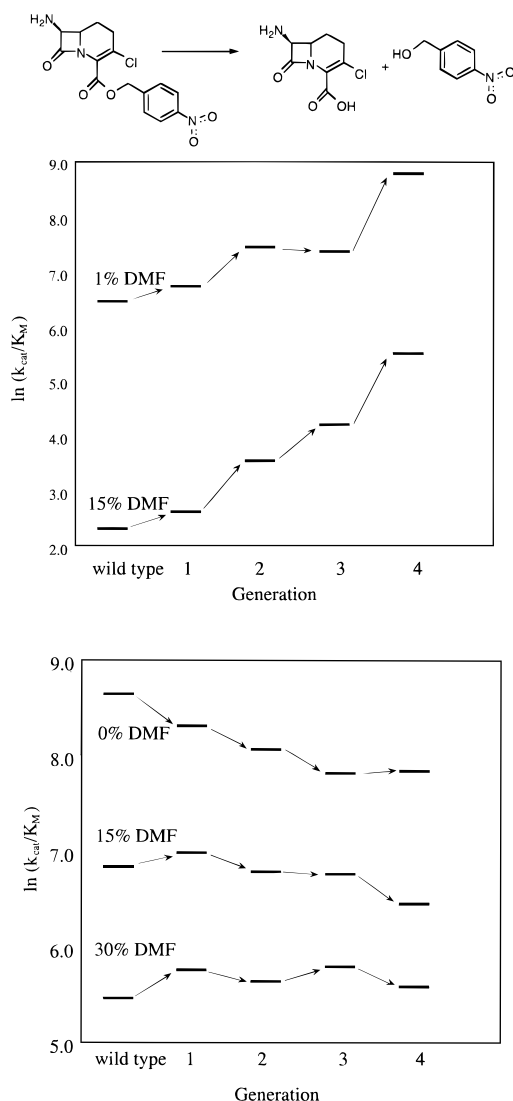 H₂N
O
N
Cl
O
O
N
O
O
H₂N
O
N
Cl
O
OH
+
HO
N
O
O
9.0
8.0
7.0
6.0
5.0
4.0
3.0
2.0
ln (kcat/KM)
1% DMF
15% DMF
wild type 1 2 3 4
Generation
9.0
8.0
7.0
6.0
5.0
ln (kcat/KM)
0% DMF
15% DMF
30% DMF
wild type 1 2 3 4
Generation